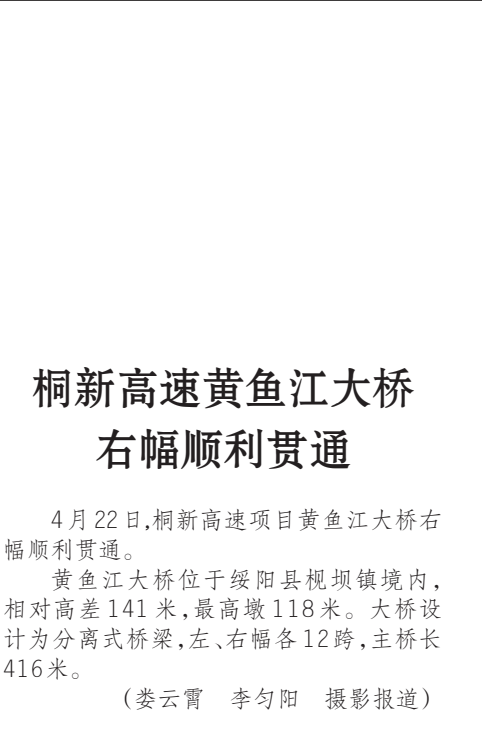 桐新高速黄鱼江大桥
右幅顺利贯通
4月22日,桐新高速项目黄鱼江大桥右
幅顺利贯通。
黄鱼江大桥位于绥阳县枧坝镇境内,
相对高差141米,最高墩118米。大桥设
计为分离式桥梁,左、右幅各12跨,主桥长
416米。
(娄云霄 李匀阳 摄影报道)